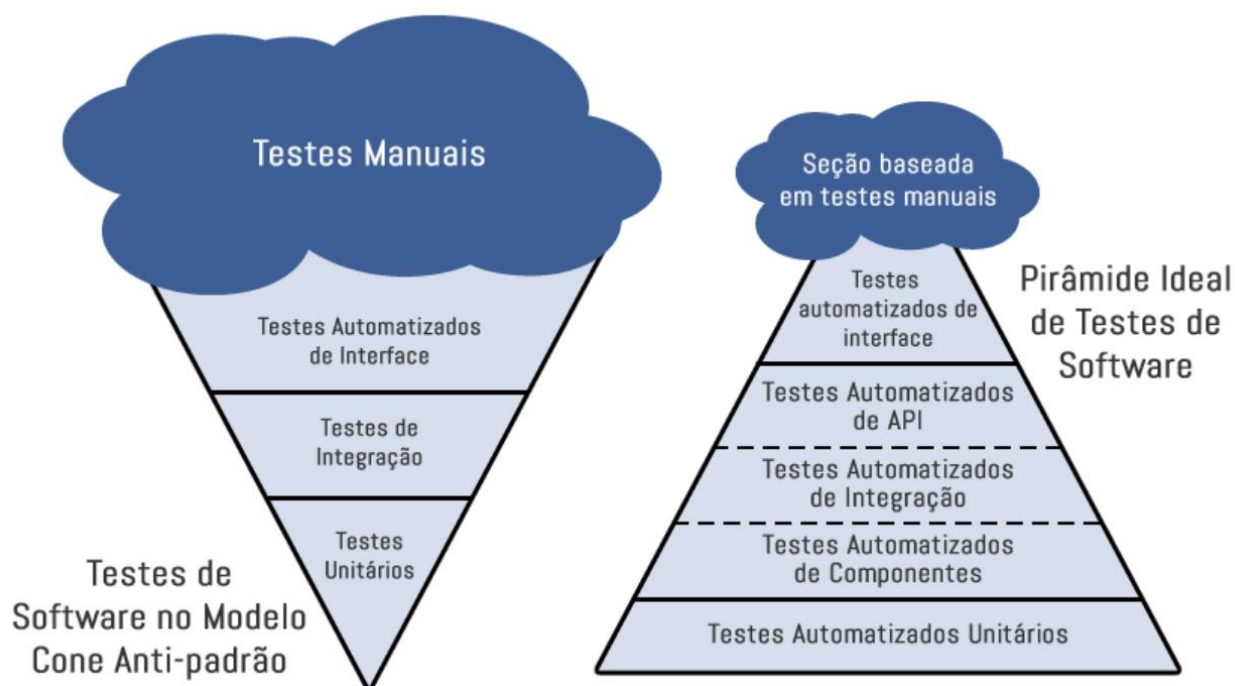 Testes Manuais
Testes Automatizados
de Interface
Testes de
Integração
Testes
Unitários
Testes de
Software no Modelo
Cone Anti-padrão
Seção baseada
em testes manuais
Testes
automatizados de
interface
Testes Automatizados
de API
Testes Automatizados
de Integração
Testes Automatizados
de Componentes
Testes Automatizados Unitários
Pirâmide Ideal
de Testes de
Software